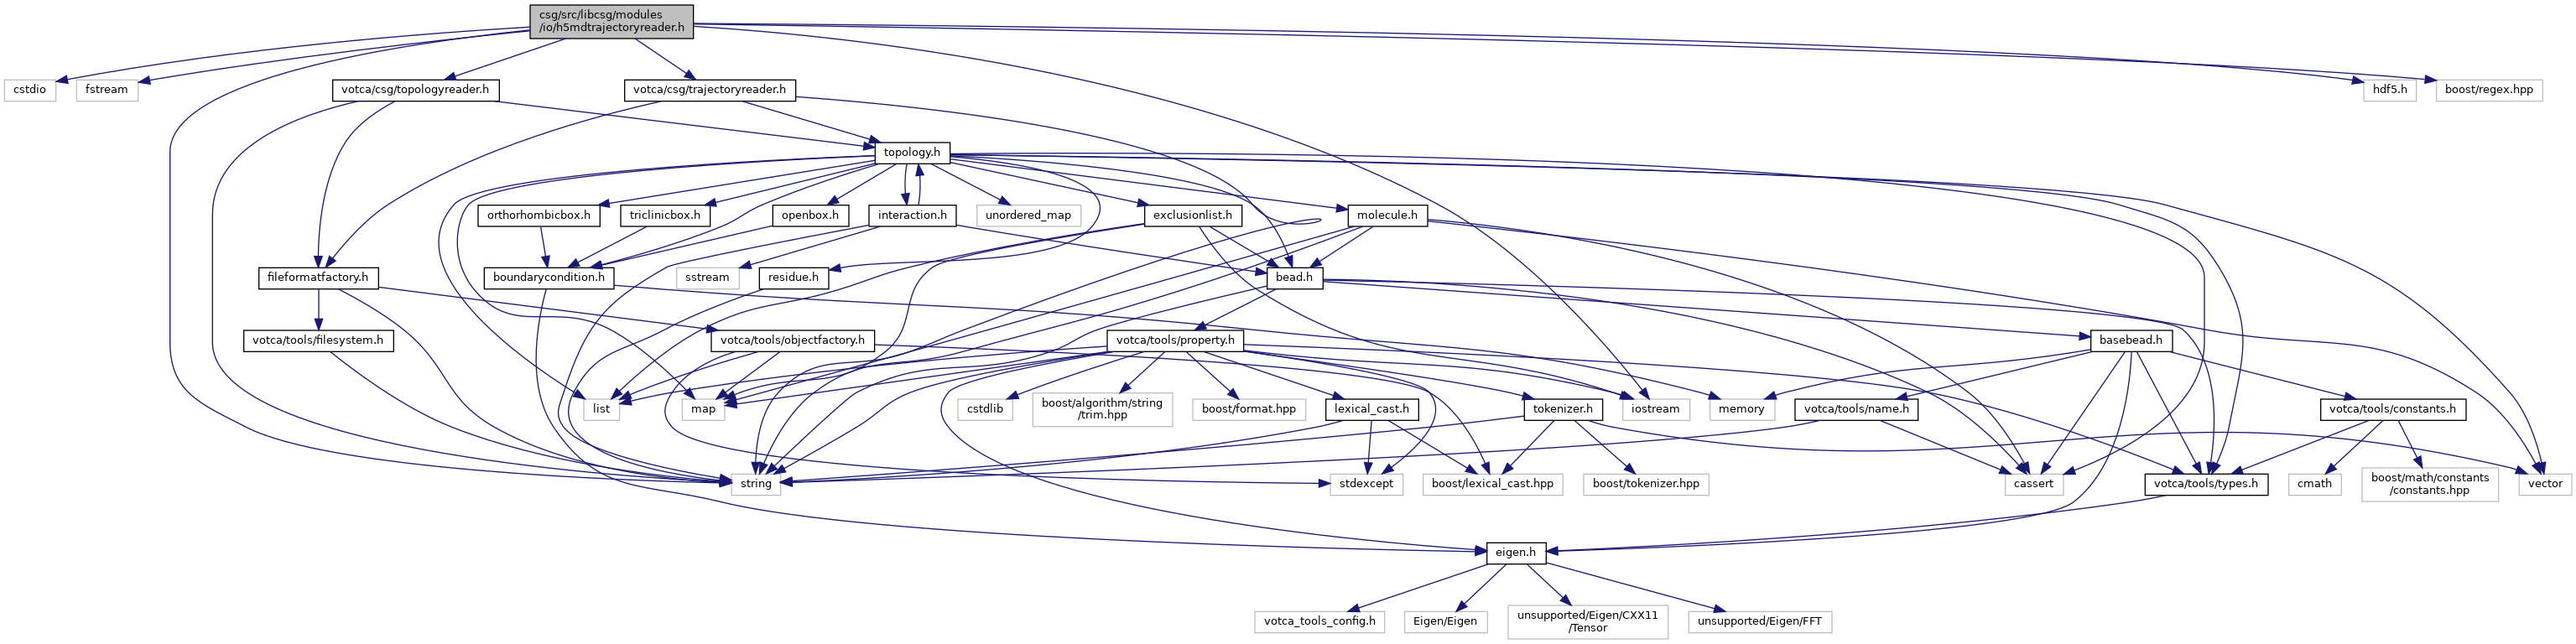 csg/src/libcsg/modules
/io/h5mdtrajectoryreader.h
cstdio
fstream
votca/csg/topologyreader.h
votca/csg/trajectoryreader.h
hdf5.h
boost/regex.hpp
topology.h
orthorhombicbox.h
triclinicbox.h
openbox.h
interaction.h
unordered_map
exclusionlist.h
molecule.h
fileformatfactory.h
boundarycondition.h
sstream
residue.h
bead.h
votca/tools/filesystem.h
votca/tools/objectfactory.h
votca/tools/property.h
basebead.h
list
map
cstdlib
boost/algorithm/string
/trim.hpp
boost/format.hpp
lexical_cast.h
tokenizer.h
iostream
memory
votca/tools/name.h
votca/tools/constants.h
string
stdexcept
boost/lexical_cast.hpp
boost/tokenizer.hpp
cassert
votca/tools/types.h
cmath
boost/math/constants
/constants.hpp
vector
eigen.h
votca_tools_config.h
Eigen/Eigen
unsupported/Eigen/CXX11
/Tensor
unsupported/Eigen/FFT